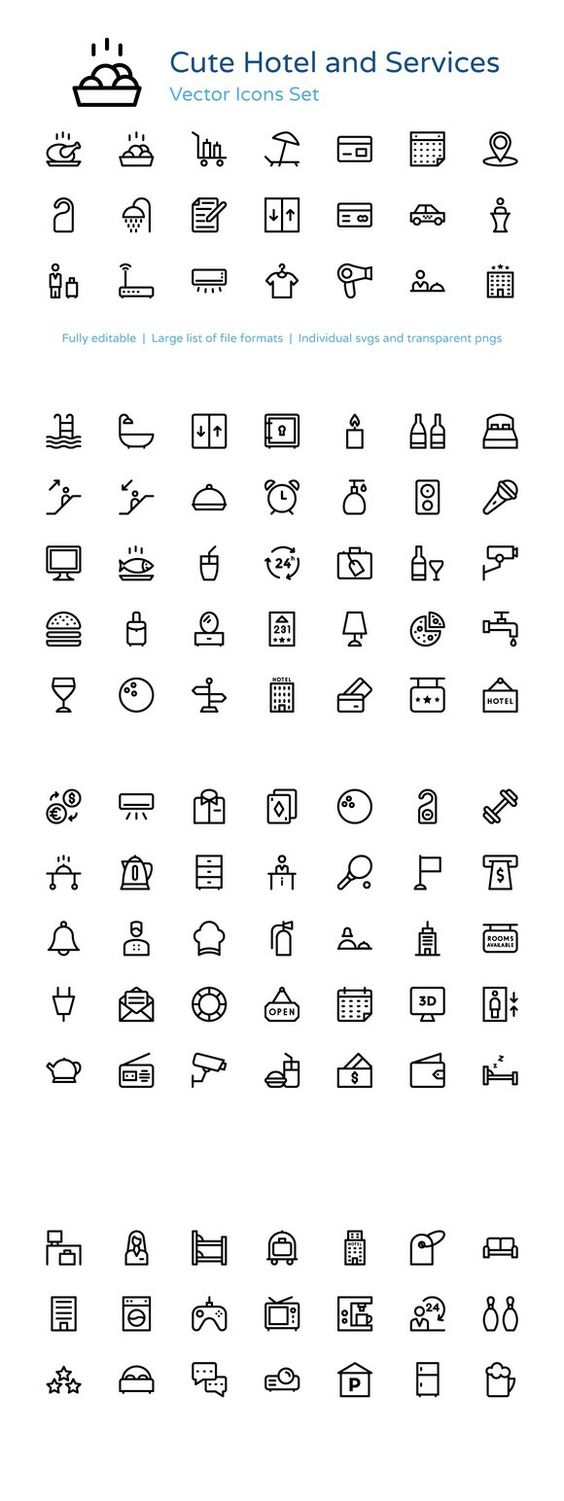 Cute Hotel and Services
Vector Icons Set
Fully editable | Large list of file formats | Individual svgs and transparent pngs
24h
231
HOTEL
HOTEL
$
€
$
i
ROOMS
AVAILABLE
OPEN
3D
$
z z
HOTEL
24
P